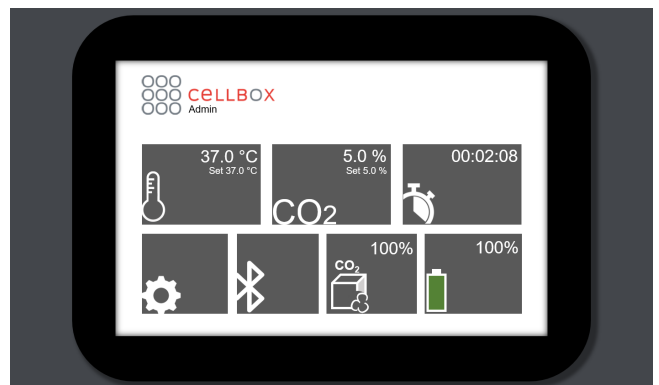 CELLBOX
Admin
37.0 °C
Set 37.0 °C
5.0 %
Set 5.0 %
CO2
00:02:08
100%
CO₂
100%